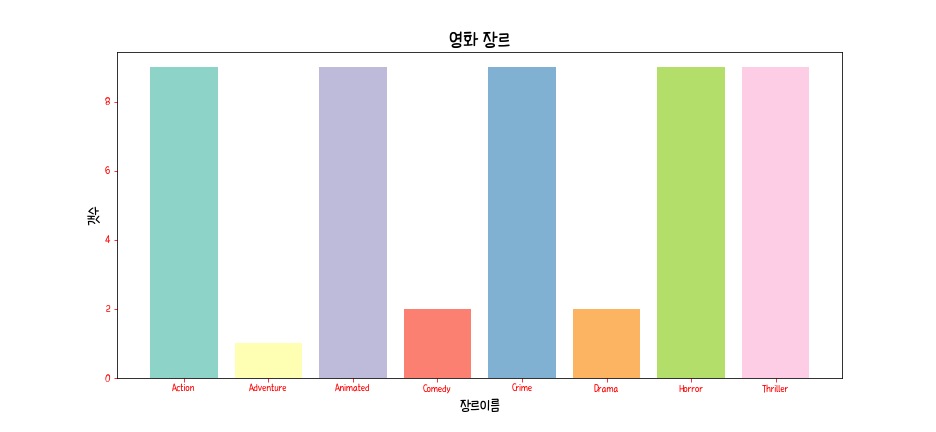 영화 장르
갯수
8
6
4
2
0
Action Adventure Animated Comedy Crime Drama Horror Thriller
장르이름